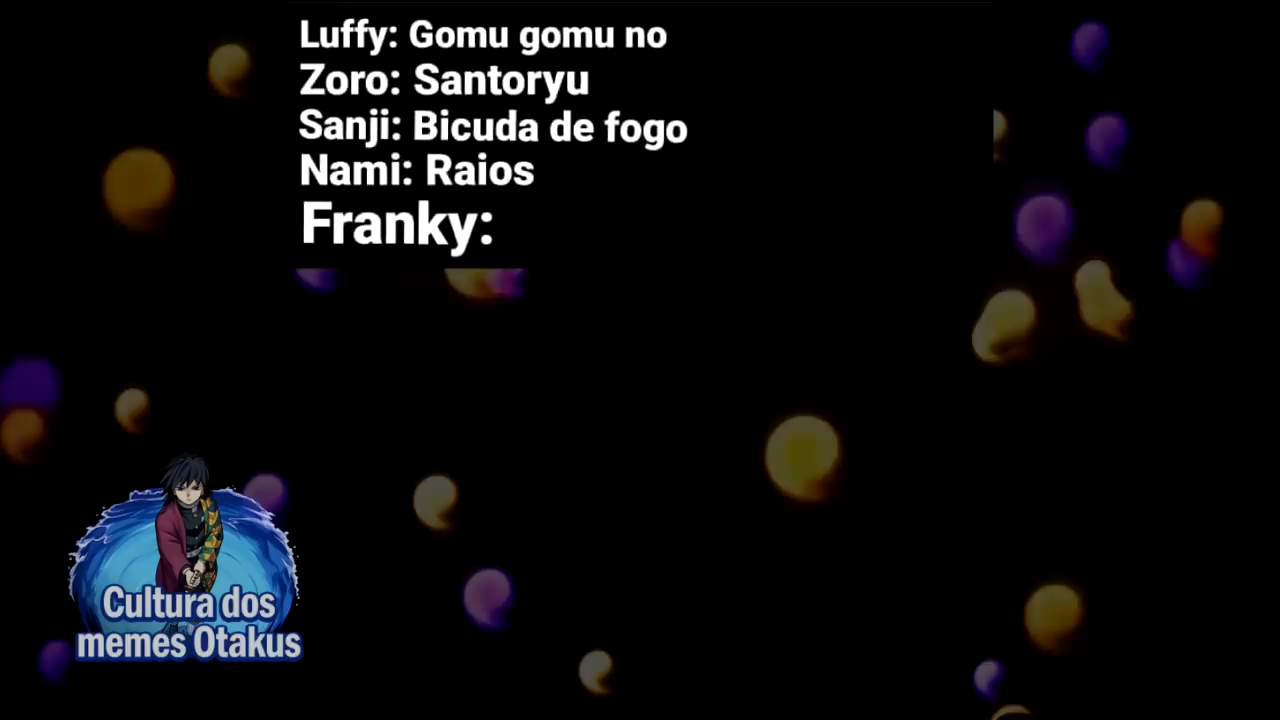 Luffy: Gomu gomu no
Zoro: Santoryu
Sanji: Bicuda de fogo
Nami: Raios
Franky:
Cultura dos
memes Otakus